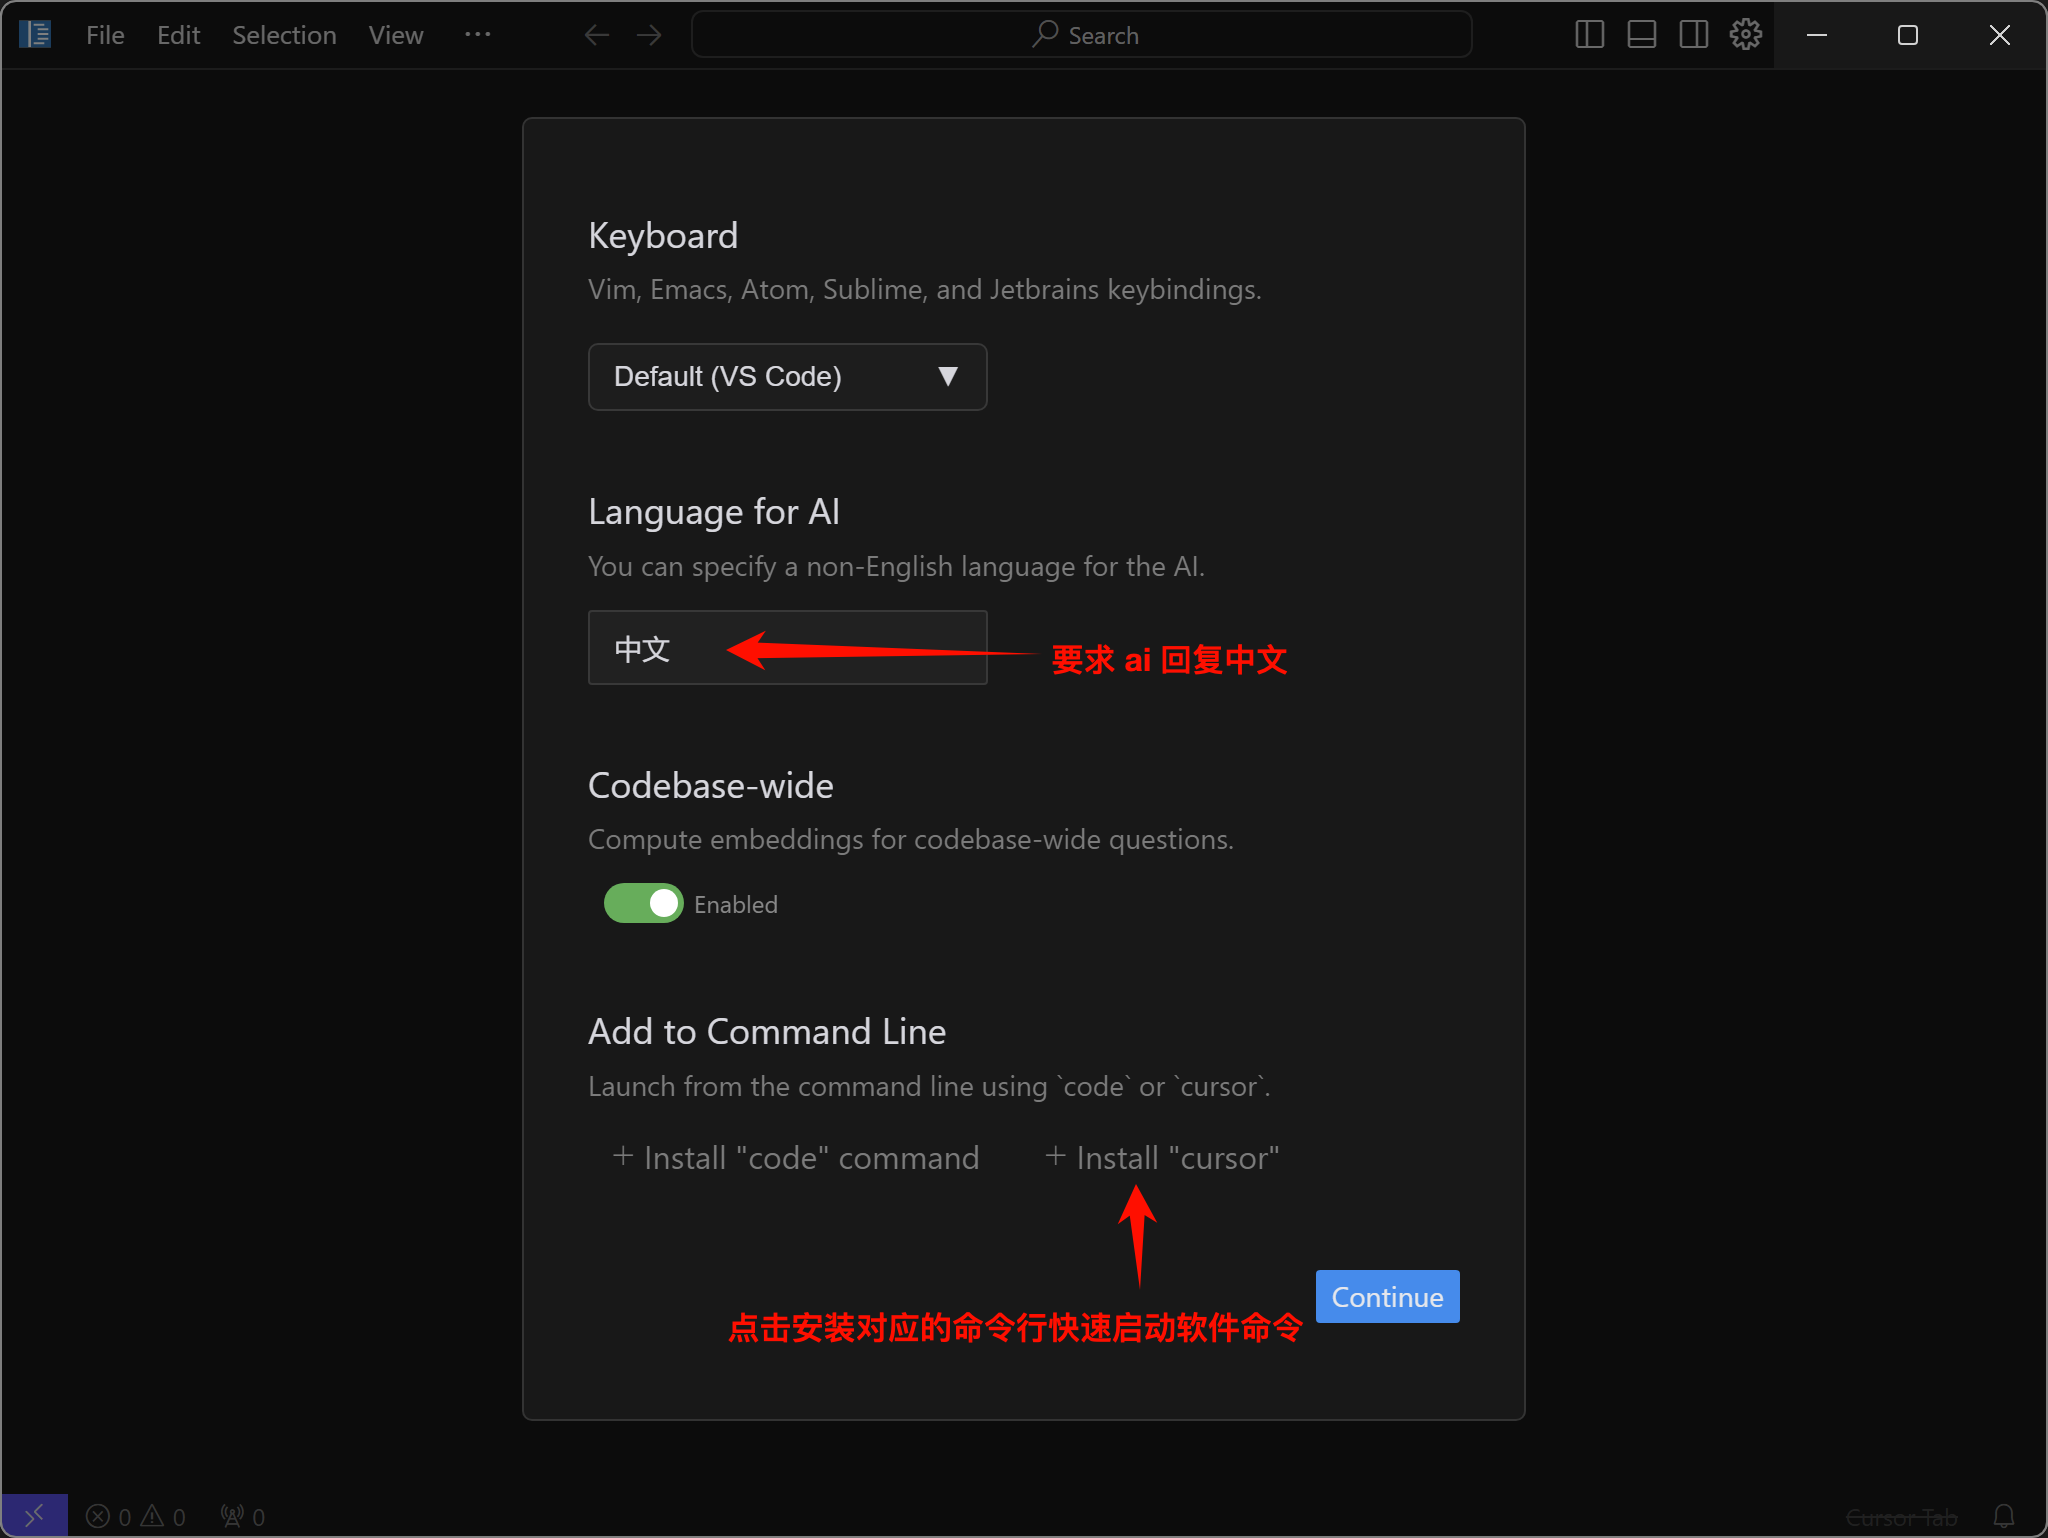 File Edit Selection View ··· Search
Keyboard
Vim, Emacs, Atom, Sublime, and Jetbrains keybindings.
Default (VS Code)
Language for AI
You can specify a non-English language for the AI.
中文
要求 ai 回复中文
Codebase-wide
Compute embeddings for codebase-wide questions.
Enabled
Add to Command Line
Launch from the command line using `code` or `cursor`.
+ Install "code" command + Install "cursor"
Continue
点击安装对应的命令行快速启动软件命令
0 0 0 Cursor Tab